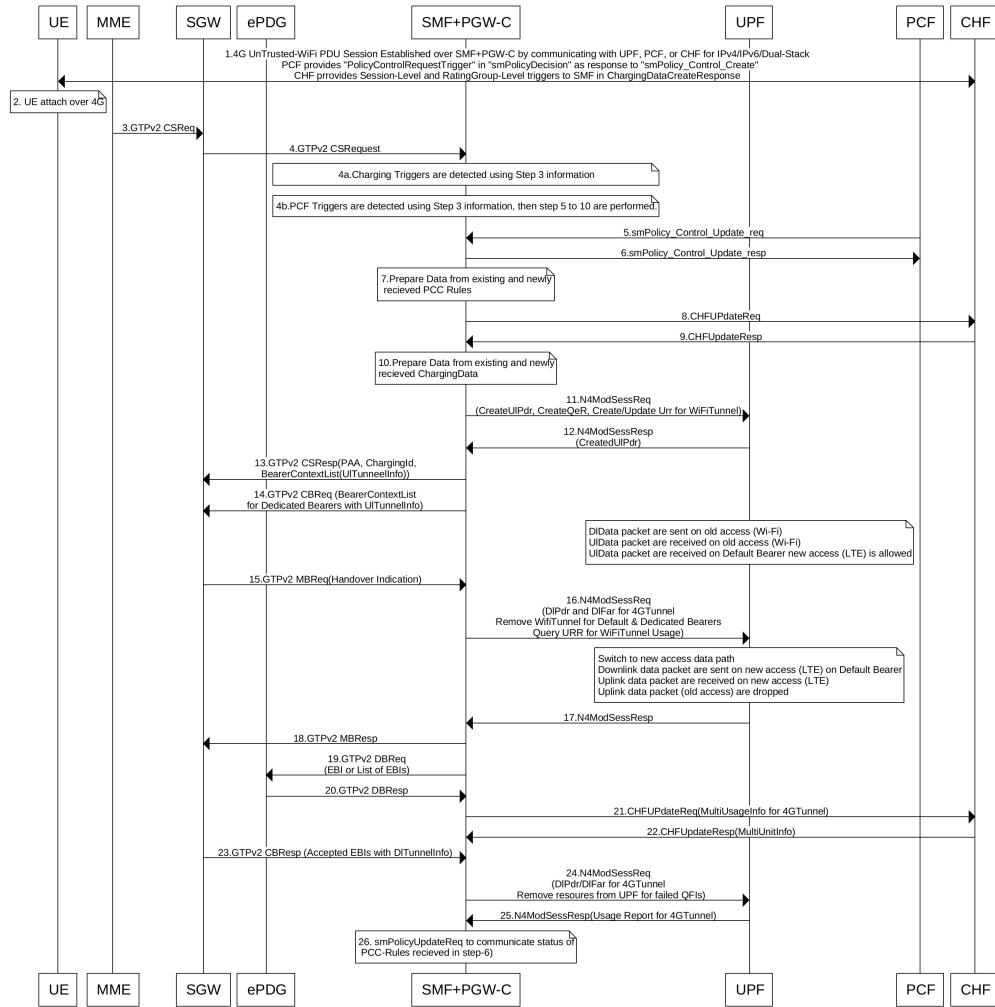 UE
MME
SGW
ePDG
SMF+PGW-C
UPF
PCF
CHF
1.4G UnTrusted-WiFi PDU Session Established over SMF+PGW-C by communicating with UPF, PCF, or CHF for IPv4/IPv6/Dual-Stack
PCF provides "PolicyControlRequestTrigger" in "smPolicyDecision" as response to "smPolicy_Control_Create"
CHF prrovides Session-Level and RatingGroup-Level triggers to SMF in ChargingDataCreateResponse
2. UE attach over 4G
3.GTPv2 CSReq
4.GTPv2 CSRequest
4a.Charging Triggers are detected using Step 3 information
4b.PCF Triggers are detected using Step 3 information, then step 5 to 10 are performed.
5.smPolicy_Control_Update_req
6.smPolicy_Control_Update_resp
7.Prepare Data from existing and newly
recieved PCC Rules
8.CHFUPdateReq
9.CHFUpdateResp
10.Prepare Data from existing and newly
recieved ChargingData
11.N4ModSessReq
(CreateUlPdr, CreateQeR, Create/Update Urr for WiFiTunnel)
12.N4ModSessResp
(CreatedUlPdr)
13.GTPv2 CSResp(PAA, ChargingId,
BearerContextList(UlTunneelInfo))
14.GTPv2 CBReq (BearerContextList
for Dedicated Bearers with UlTunnelInfo)
DlData packet are sent on old access (Wi-Fi)
UlData packet are received on old access (Wi-Fi)
UlData packet are received on Default Bearer new access (LTE) is allowed
15.GTPv2 MBReq(Handover Indication)
16.N4ModSessReq
(DlPdr and DlFar for 4GTunnel
Remove WifiTunnel for Default & Dedicated Bearers
Query URR for WiFiTunnel Usage)
Switch to new access data path
Downlink data packet are sent on new access (LTE) on Default Bearer
Uplink data packet are received on new access (LTE)
Uplink data packet (old access) are dropped
17.N4ModSessResp
18.GTPv2 MBResp
19.GTPv2 DBReq
(EBI or List of EBIs)
20.GTPv2 DBResp
21.CHFUPdateReq(MultiUsageInfo for 4GTunnel)
22.CHFUpdateResp(MultiUnitInfo)
23.GTPv2 CBResp (Accepted EBIs with DlTunnelInfo)
24.N4ModSessReq
(DlPdr/DlFar for 4GTunnel
Remove resoures from UPF for failed QFIs)
25.N4ModSessResp(Usage Report for 4GTunnel)
26. smPolicyUpdateReq to communicate status of
PCC-Rules recieved in step-6)
UE
MME
SGW
ePDG
SMF+PGW-C
UPF
PCF
CHF